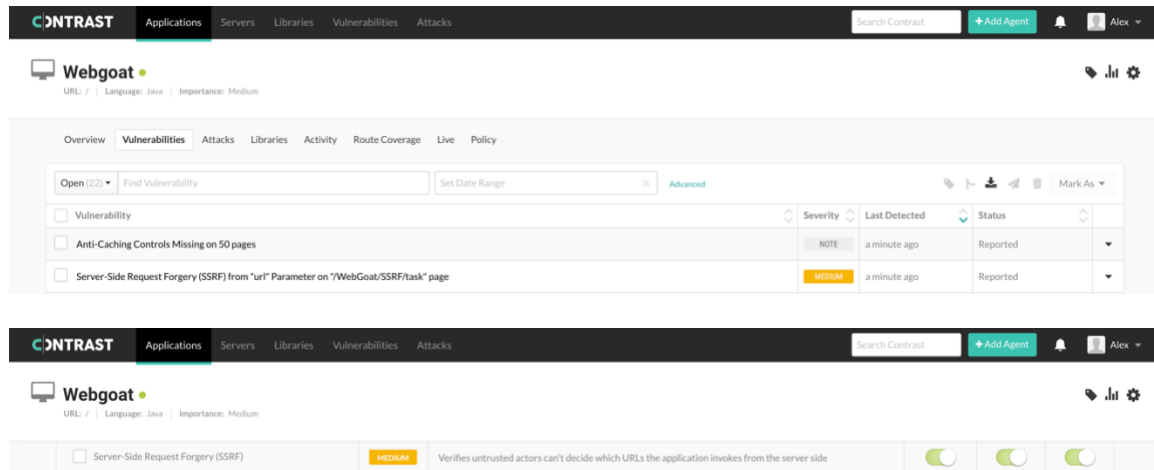 CONTRAST Applications Servers Libraries Vulnerabilities Attacks Search Contrast + Add Agent Alex
Webgoat
URL: / | Language: Java | Importance: Medium
Overview Vulnerabilities Attacks Libraries Activity Route Coverage Live Policy
Open (22) Find Vulnerability Set Date Range Advanced Mark As
Vulnerability Severity Last Detected Status
Anti-Caching Controls Missing on 50 pages NOTE a minute ago Reported
Server-Side Request Forgery (SSRF) from "url" Parameter on "/WebGoat/SSRF/task" page MEDIUM a minute ago Reported
CONTRAST Applications Servers Libraries Vulnerabilities Attacks Search Contrast + Add Agent Alex
Webgoat
URL: / | Language: Java | Importance: Medium
Server-Side Request Forgery (SSRF) MEDIUM Verifies untrusted actors can't decide which URLs the application invokes from the server side